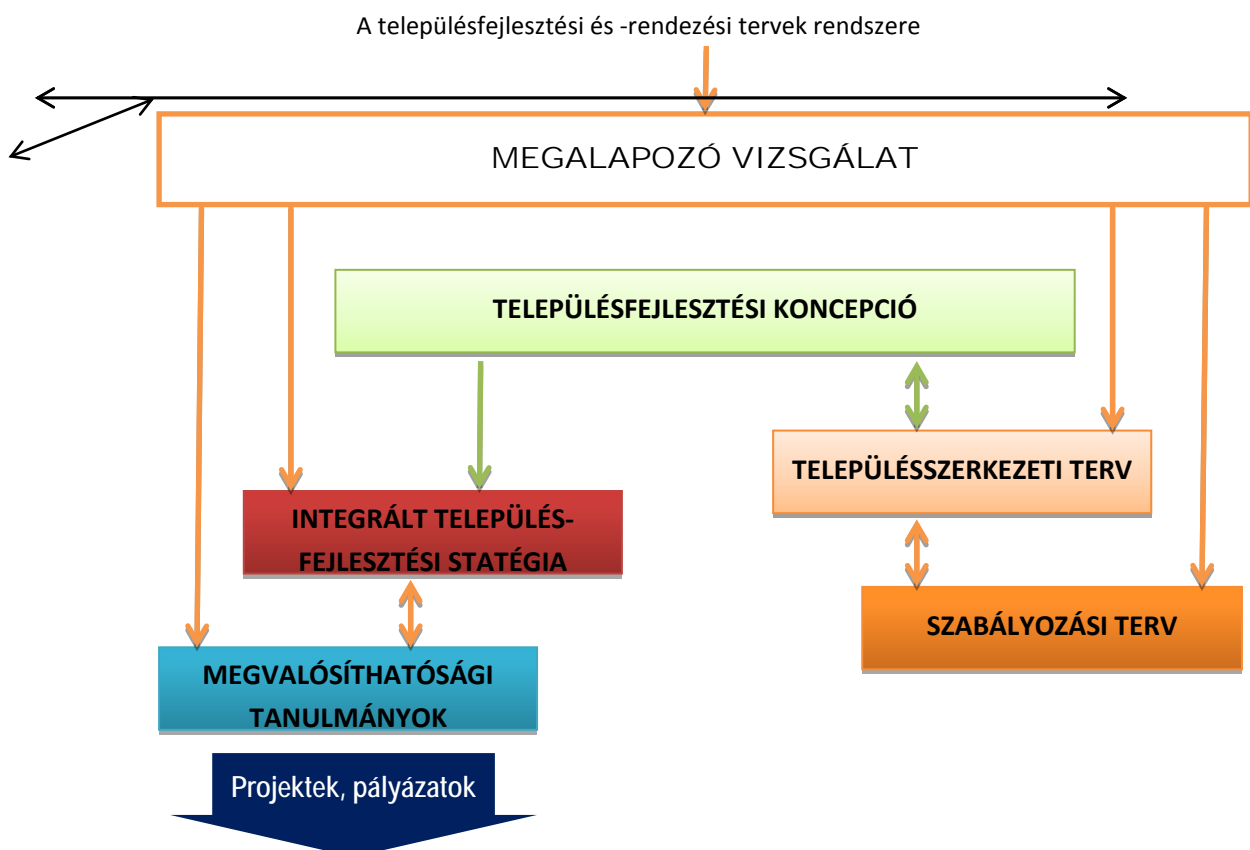 A településfejlesztési és -rendezési tervek rendszere
MEGALAPOZÓ VIZSGÁLAT
TELEPÜLÉSFEJLESZTÉSI KONCEPCIÓ
TELEPÜLÉSSZERKEZETI TERV
INTEGRÁLT TELEPÜLÉS-
FEJLESZTÉSI STATÉGIA
SZABÁLYOZÁSI TERV
MEGVALÓSÍTHATÓSÁGI
TANULMÁNYOK
Projektek, pályázatok